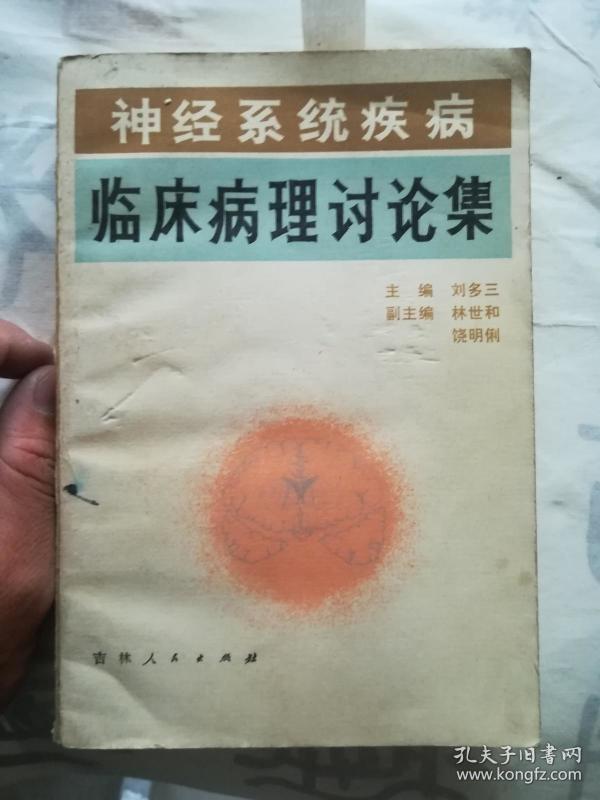 神经系统疾病
临床病理讨论集
主编 刘多三
副主编 林世和
饶明俐
吉林人民出版社
孔夫子旧书网
www.kongfz.com